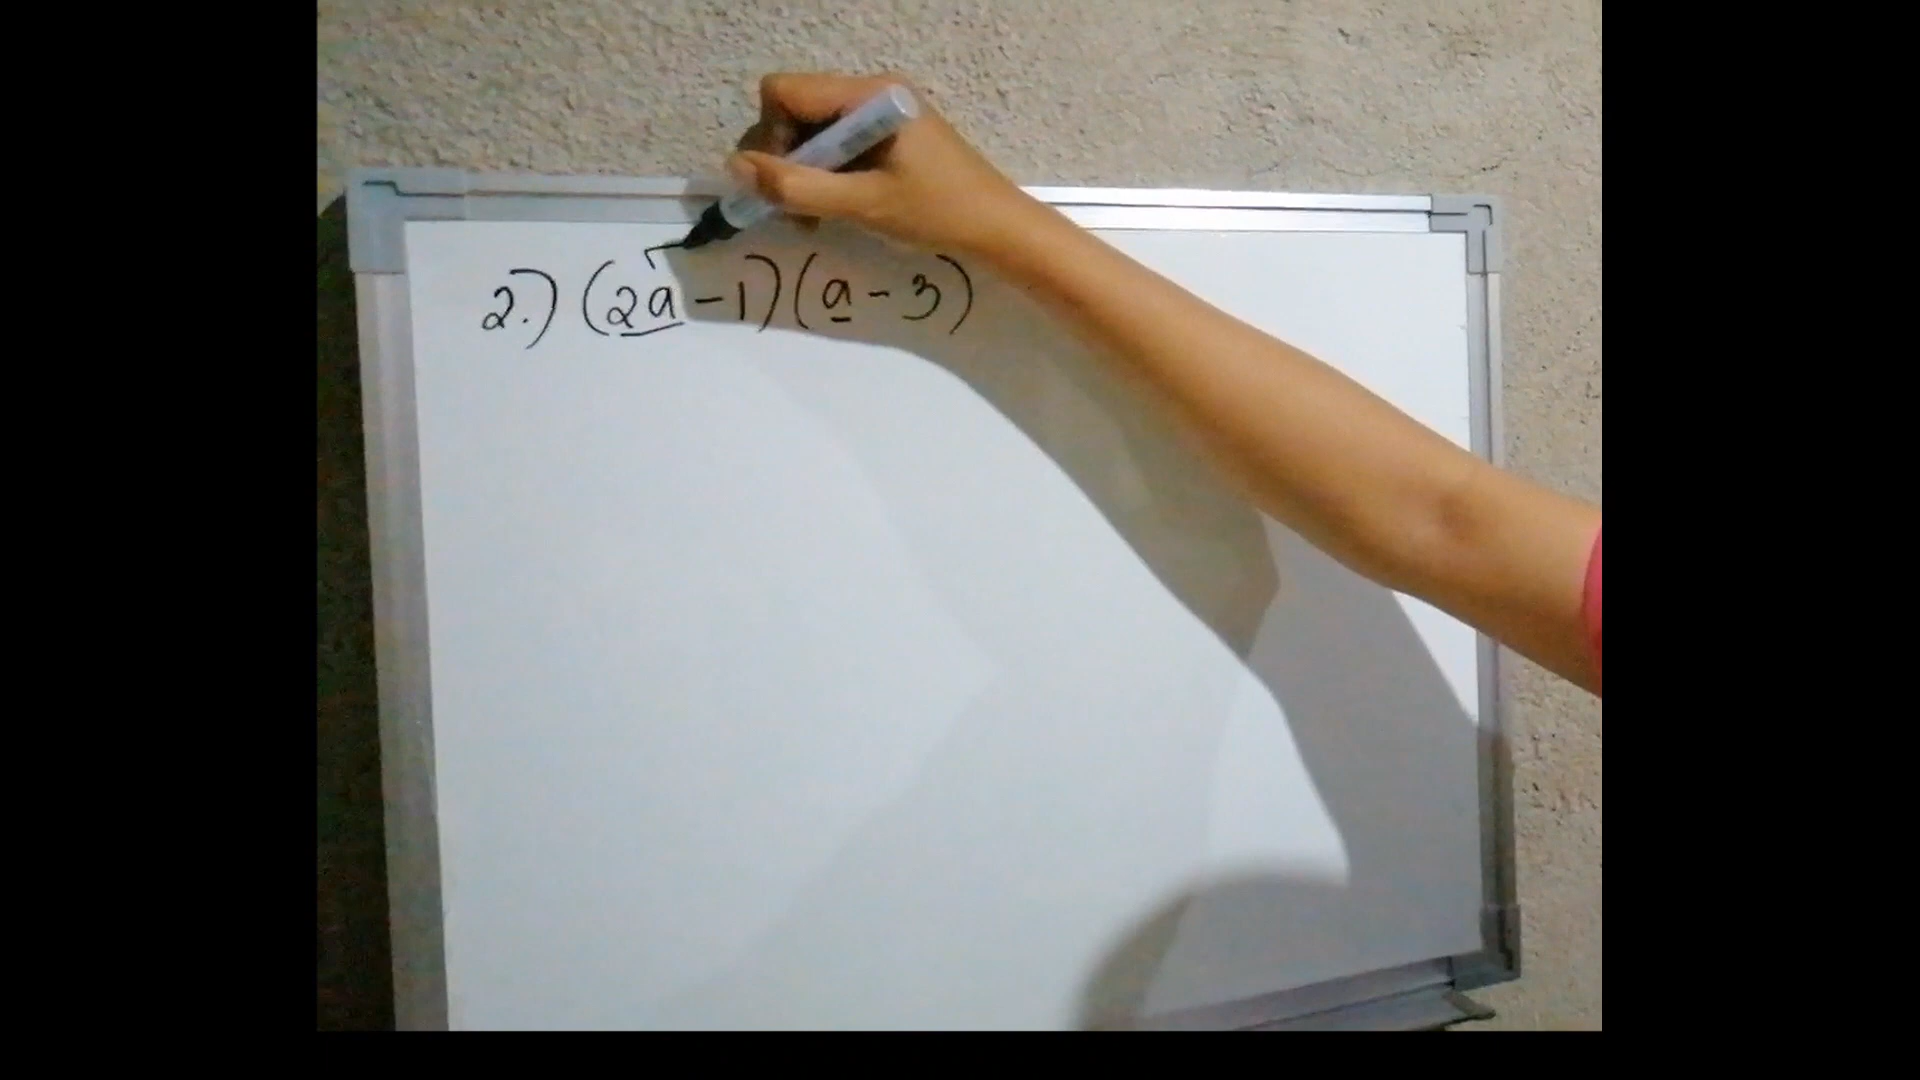 2.) (2a - 1)(a - 3)